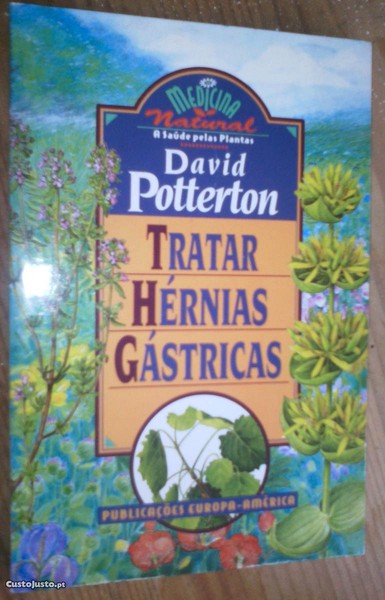 MEDICINA
Natural
A Saúde pelas Plantas
David
Potterton
TRATAR
HÉRNIAS
GÁSTRICAS
PUBLICAÇÕES EUROPA-AMÉRICA
CustoJusto.pt